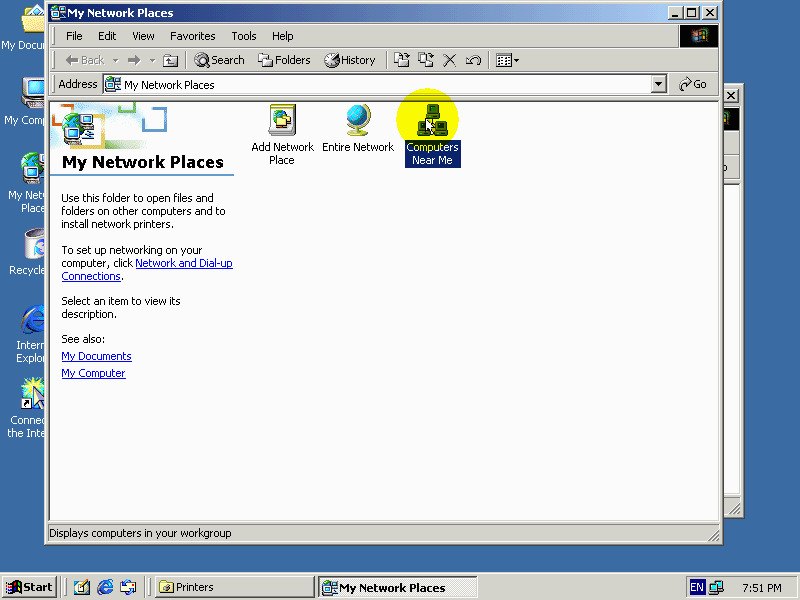 My Network Places
File Edit View Favorites Tools Help
Back Search Folders History
Address My Network Places Go
My Network Places
Use this folder to open files and
folders on other computers and to
install network printers.
To set up networking on your
computer, click Network and Dial-up
Connections.
Select an item to view its
description.
See also:
My Documents
My Computer
Add Network
Place
Entire Network
Computers
Near Me
Displays computers in your workgroup
My Docu
My Comp
My Net
Place
Recycle
Intern
Explor
Connec
the Inte
Start Printers My Network Places EN 7:51 PM